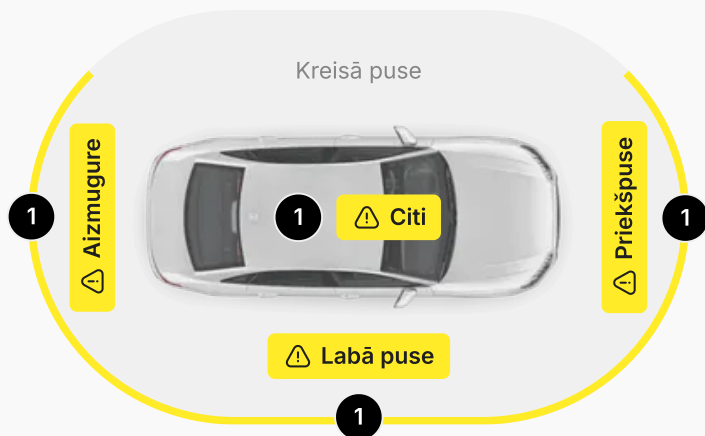 Kreisā puse
Aizmugure
1
1
Citi
Priekšpuse
1
Labā puse
1